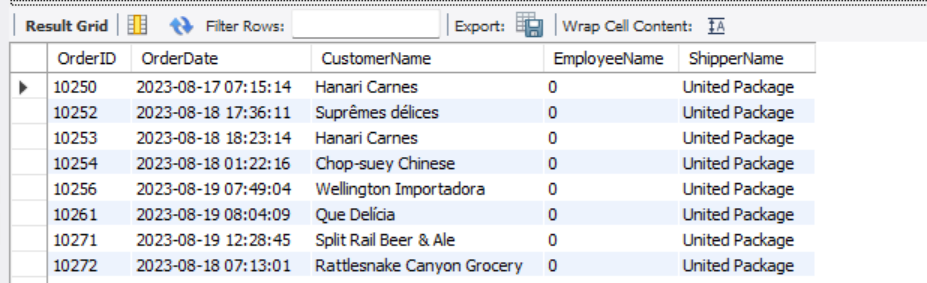 Result Grid Filter Rows: Export: Wrap Cell Content: IA
OrderID OrderDate CustomerName EmployeeName ShipperName
10250 2023-08-17 07:15:14 Hanari Carnes 0 United Package
10252 2023-08-18 17:36:11 Suprêmes délices 0 United Package
10253 2023-08-18 18:23:14 Hanari Carnes 0 United Package
10254 2023-08-18 01:22:16 Chop-suey Chinese 0 United Package
10256 2023-08-19 07:49:04 Wellington Importadora 0 United Package
10261 2023-08-19 08:04:09 Que Delícia 0 United Package
10271 2023-08-19 12:28:45 Split Rail Beer & Ale 0 United Package
10272 2023-08-18 07:13:01 Rattlesnake Canyon Grocery 0 United Package